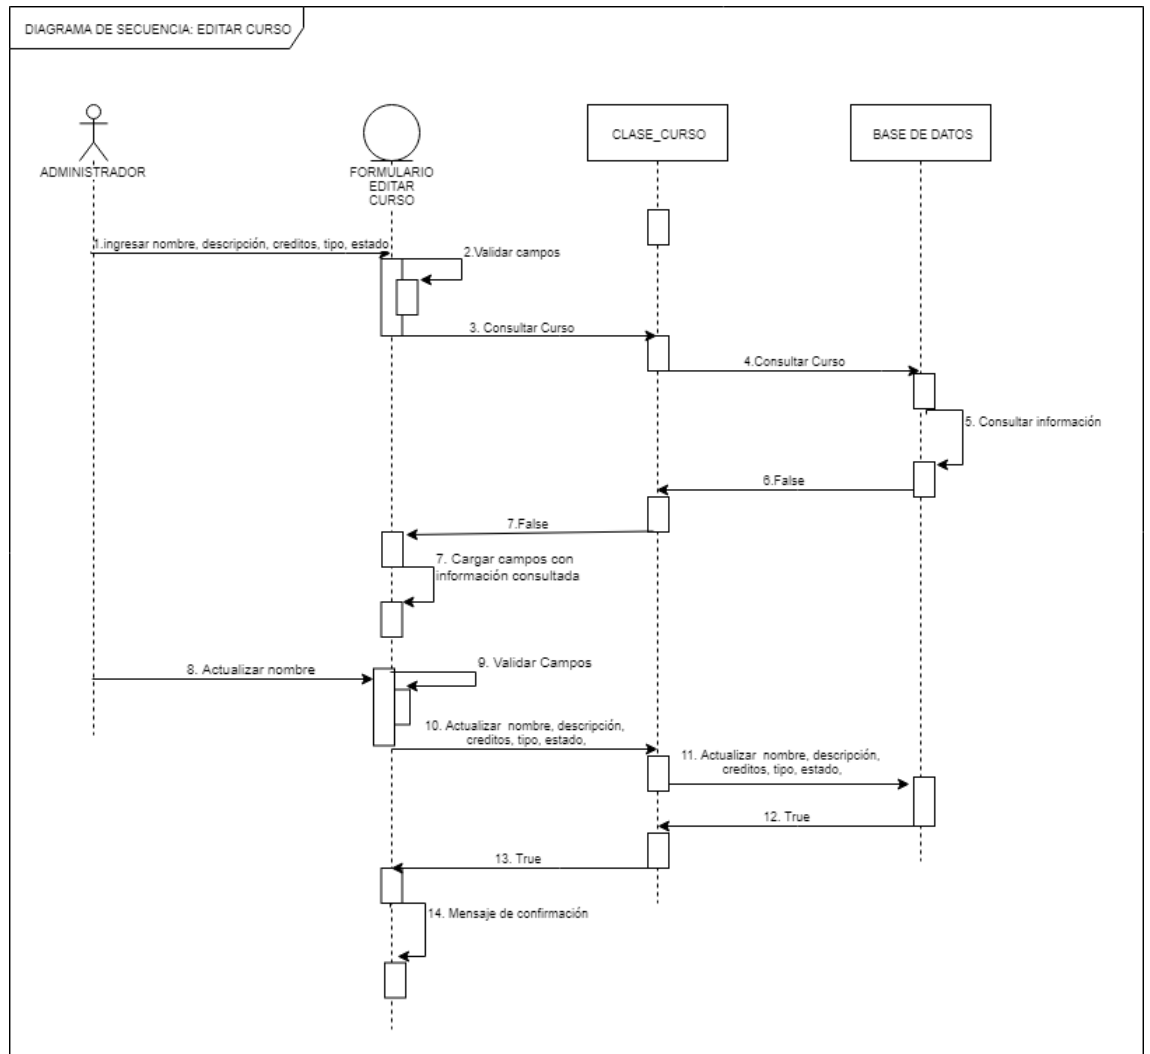 DIAGRAMA DE SECUENCIA: EDITAR CURSO
CLASE_CURSO
BASE DE DATOS
ADMINISTRADOR
FORMULARIO
EDITAR
CURSO
1.ingresar nombre, descripción, creditos, tipo, estado
2.Validar campos
3. Consultar Curso
4.Consultar Curso
5. Consultar información
6.False
7.False
7. Cargar campos con
información consultada
8. Actualizar nombre
9. Validar Campos
10. Actualizar nombre, descripción,
creditos, tipo, estado,
11. Actualizar nombre, descripción,
creditos, tipo, estado,
12. True
13. True
14. Mensaje de confirmación